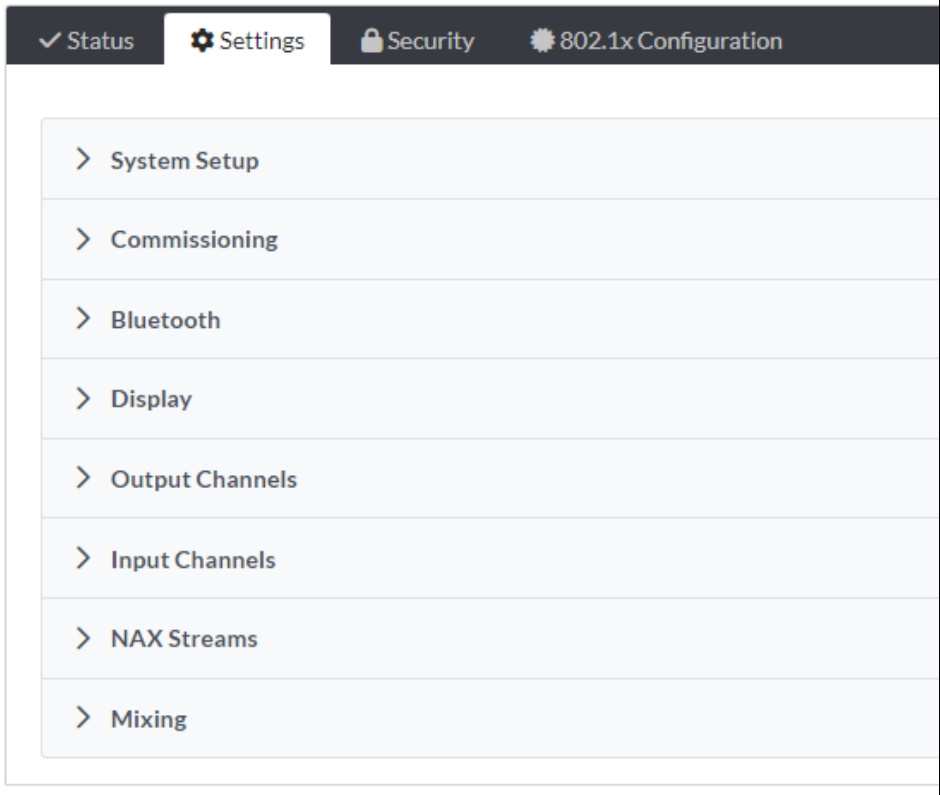 Status Settings Security 802.1x Configuration
System Setup
Commissioning
Bluetooth
Display
Output Channels
Input Channels
NAX Streams
Mixing